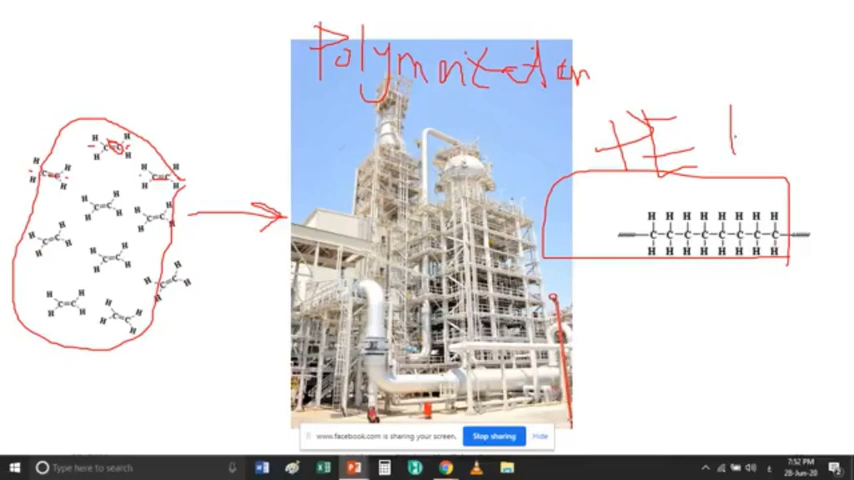 Polymrxzation
PE
www.facebook.com is sharing your screen. Stop sharing Hide
Type here to search
7:52 PM
28-Jun-20